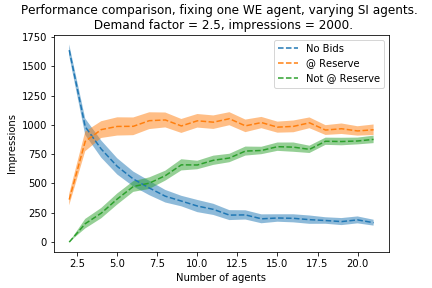 Performance comparison, fixing one WE agent, varying SI agents.
Demand factor = 2.5, impressions = 2000.
No Bids
@ Reserve
Not @ Reserve
Impressions
1750
1500
1250
1000
750
500
250
0
2.5 5.0 7.5 10.0 12.5 15.0 17.5 20.0
Number of agents